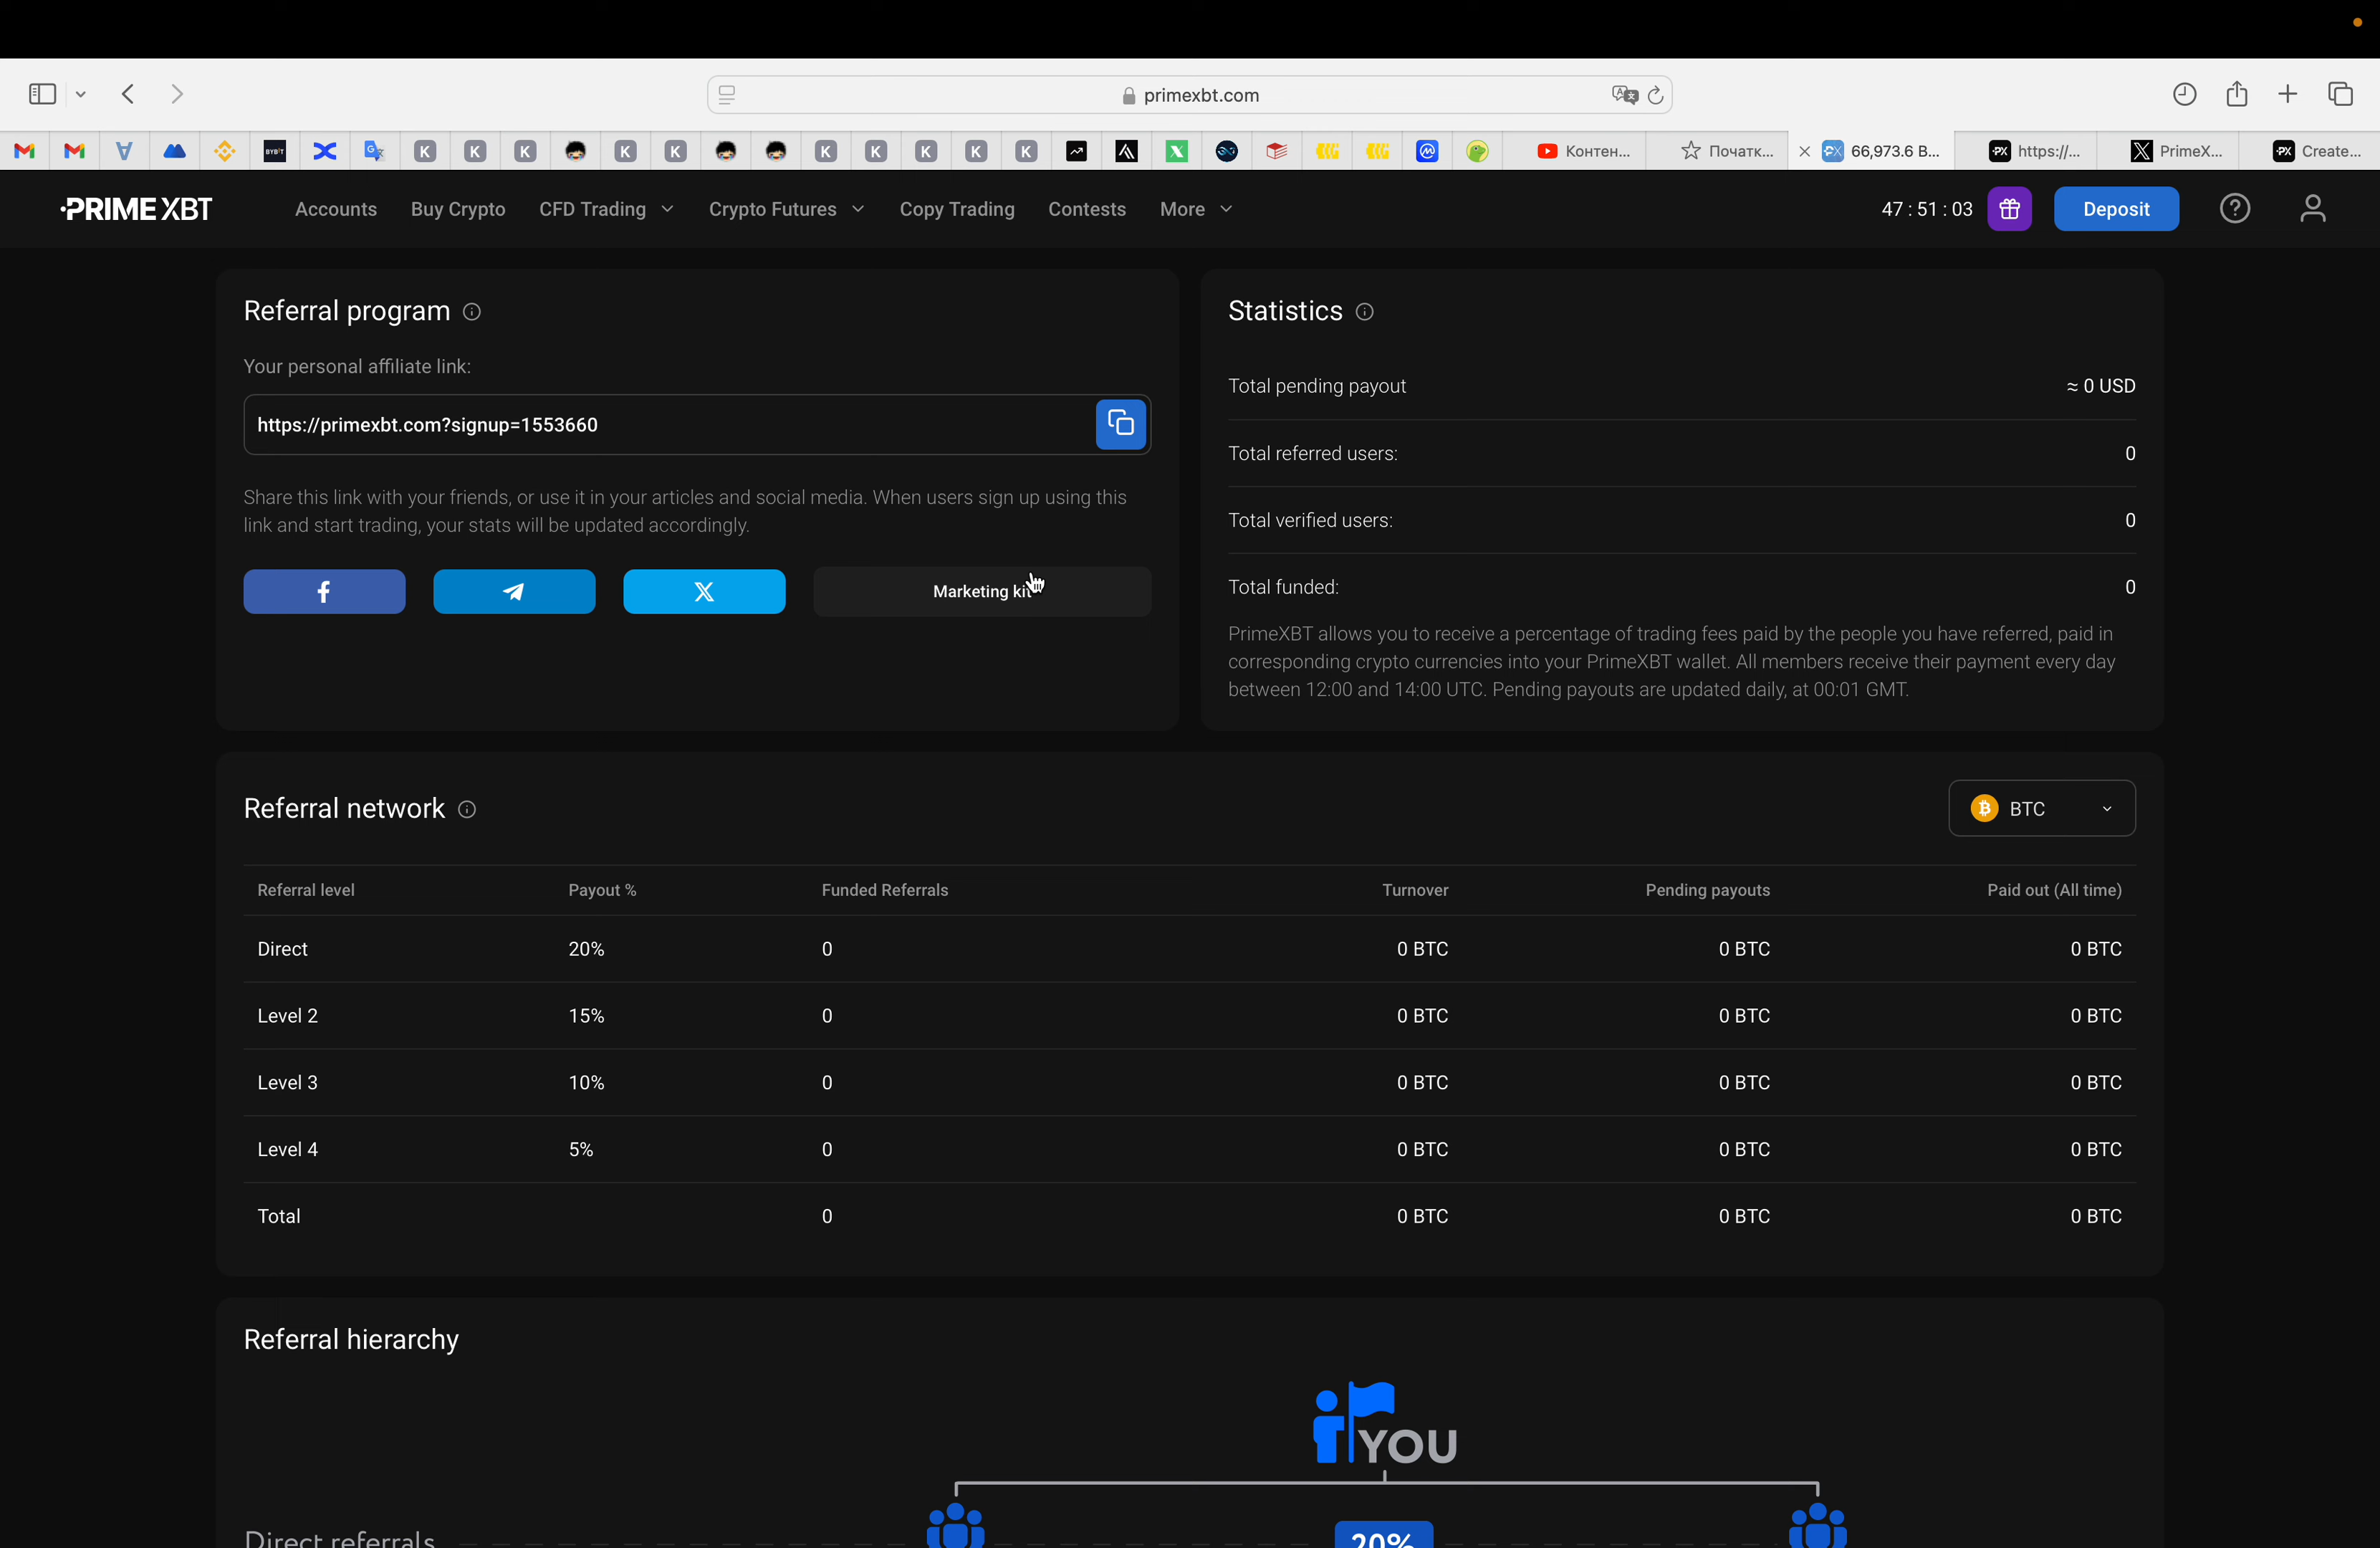 primexbt.com
BYBIT
K
K
K
K
K
K
K
K
K
K
Контен...
Початк...
66,973.6 B...
https://...
PrimeX...
Create...
PRIME XBT
Accounts
Buy Crypto
CFD Trading
Crypto Futures
Copy Trading
Contests
More
47 : 51 : 03
Deposit
Referral program
Your personal affiliate link:
https://primexbt.com?signup=1553660
Share this link with your friends, or use it in your articles and social media. When users sign up using this
link and start trading, your stats will be updated accordingly.
Marketing kit
Statistics
Total pending payout ≈ 0 USD
Total referred users: 0
Total verified users: 0
Total funded: 0
PrimeXBT allows you to receive a percentage of trading fees paid by the people you have referred, paid in
corresponding crypto currencies into your PrimeXBT wallet. All members receive their payment every day
between 12:00 and 14:00 UTC. Pending payouts are updated daily, at 00:01 GMT.
Referral network
BTC
Referral level Payout % Funded Referrals Turnover Pending payouts Paid out (All time)
Direct 20% 0 0 BTC 0 BTC 0 BTC
Level 2 15% 0 0 BTC 0 BTC 0 BTC
Level 3 10% 0 0 BTC 0 BTC 0 BTC
Level 4 5% 0 0 BTC 0 BTC 0 BTC
Total 0 0 BTC 0 BTC 0 BTC
Referral hierarchy
YOU
Direct referrals 20%